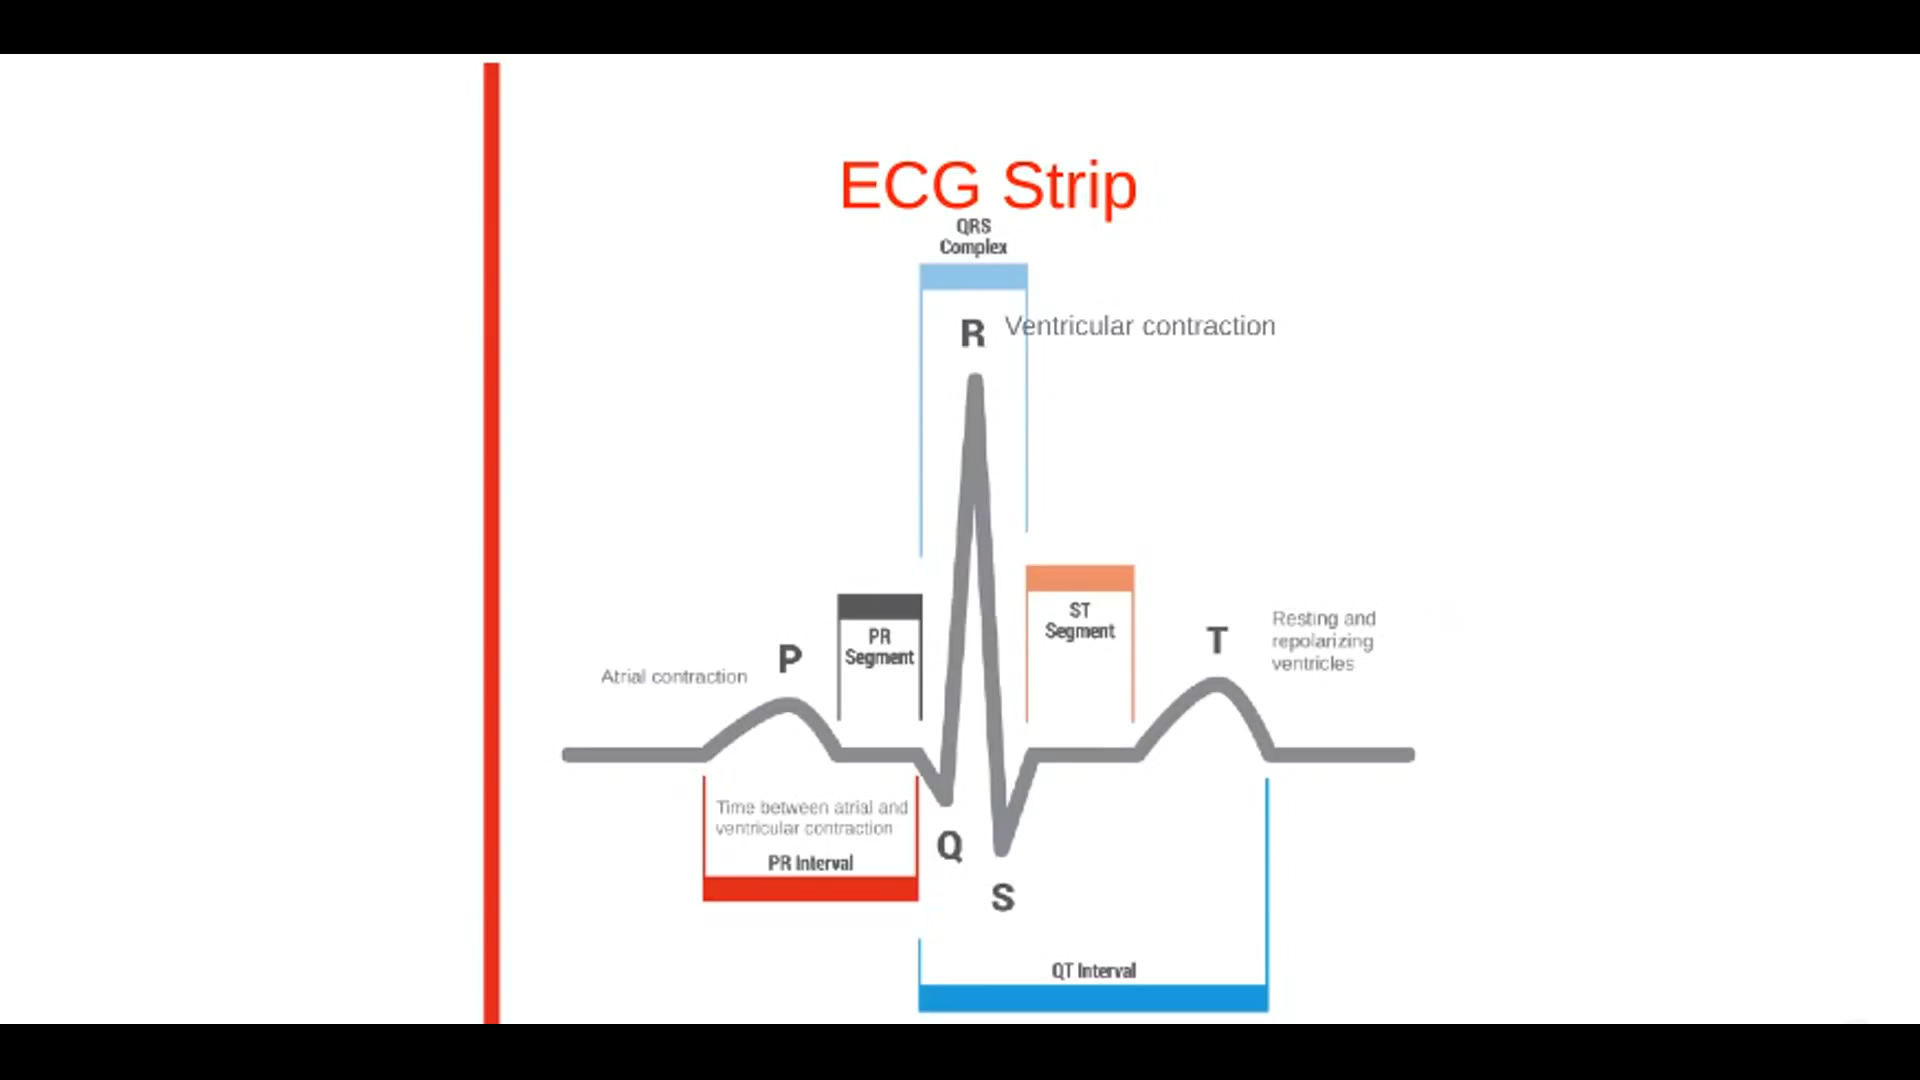 ECG Strip
QRS
Complex
R
Ventricular contraction
PR
Segment
ST
Segment
P
Atrial contraction
T
Resting and
repolarizing
ventricles
Time between atrial and
ventricular contraction
PR Interval
Q
S
QT Interval